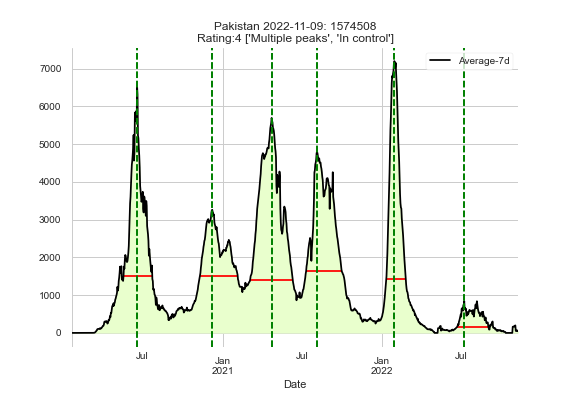 Pakistan 2022-11-09: 1574508
Rating:4 ['Multiple peaks', 'In control']
Average-7d
7000
6000
5000
4000
3000
2000
1000
0
Jul
Jan
2021
Jul
Jan
2022
Jul
Date